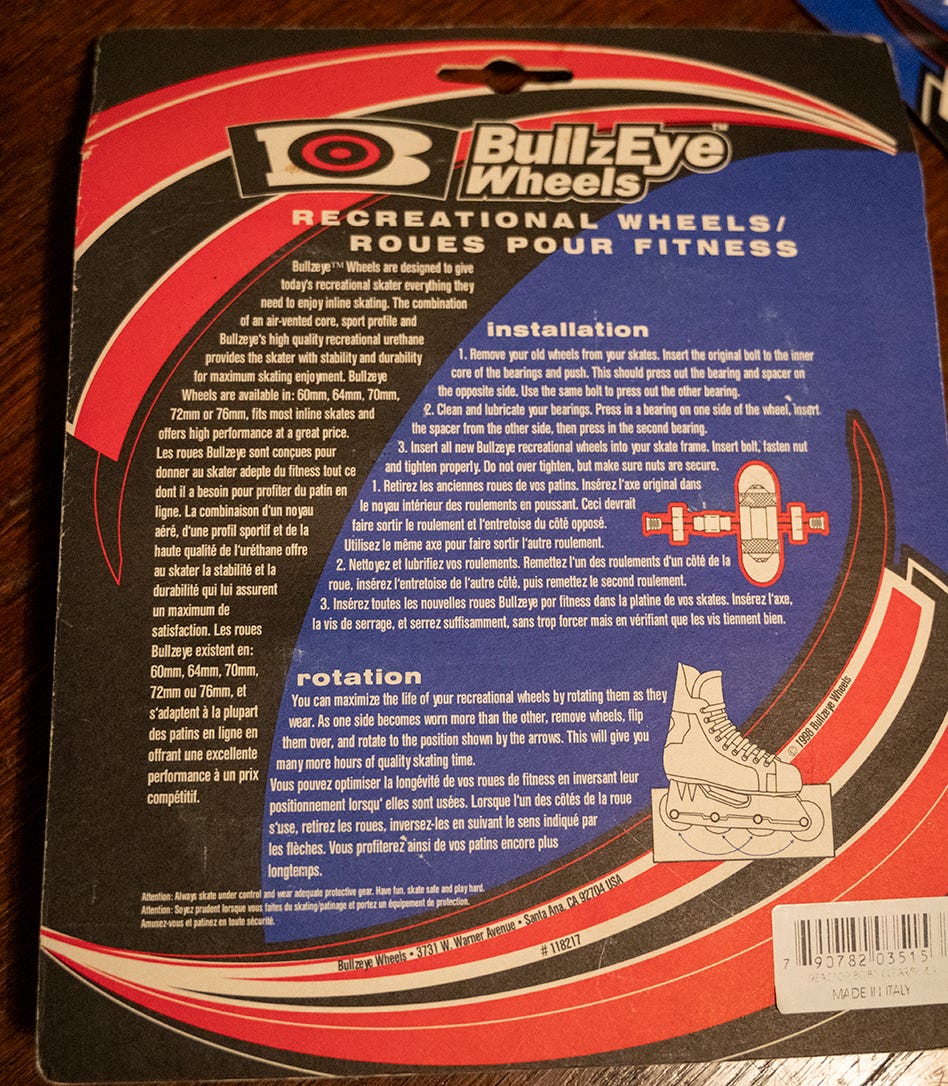 B BullzEye™
Wheels
RECREATIONAL WHEELS/
ROUES POUR FITNESS
Bullzeye™ Wheels are designed to give
today's recreational skater everything they
need to enjoy inline skating. The combination
of an air-vented core, sport profile and
Bullzeye's high quality recreational urethane
provides the skater with stability and durability
for maximum skating enjoyment. Bullzeye
Wheels are available in: 60mm, 64mm, 70mm,
72mm or 76mm, fits most inline skates and
offers high performance at a great price.
Les roues Bullzeye sont conçues pour
donner au skater adepte du fitness tout ce
dont il a besoin pour profiter du patin en
ligne. La combinaison d'un noyau
aéré, d'une profil sportif et de la
haute qualité de l'uréthane offre
au skater la stabilité et la
durabilité qui lui assurent
un maximum de
satisfaction. Les roues
Bullzeye existent en:
60mm, 64mm, 70mm,
72mm ou 76mm, et
s'adaptent à la plupart
des patins en ligne en
offrant une excellente
performance à un prix
compétitif.
installation
1. Remove your old wheels from your skates. Insert the original bolt to the inner
core of the bearings and push. This should press out the bearing and spacer on
the opposite side. Use the same bolt to press out the other bearing.
2. Clean and lubricate your bearings. Press in a bearing on one side of the wheel, insert
the spacer from the other side, then press in the second bearing.
3. Insert all new Bullzeye recreational wheels into your skate frame. Insert bolt, fasten nut
and tighten properly. Do not over tighten, but make sure nuts are secure.
1. Retirez les anciennes roues de vos patins. Insérez l'axe original dans
le noyau intérieur des roulements en poussant. Ceci devrait
faire sortir le roulement et l'entretoise du côté opposé.
Utilisez le même axe pour faire sortir l'autre roulement.
2. Nettoyez et lubrifiez vos roulements. Remettez l'un des roulements d'un côté de la
roue, insérez l'entretoise de l'autre côté, puis remettez le second roulement.
3. Insérez toutes les nouvelles roues Bullzeye por fitness dans la platine de vos skates. Insérez l'axe,
la vis de serrage, et serrez suffisamment, sans trop forcer mais en vérifiant que les vis tiennent bien.
rotation
You can maximize the life of your recreational wheels by rotating them as they
wear. As one side becomes worn more than the other, remove wheels, flip
them over, and rotate to the position shown by the arrows. This will give you
many more hours of quality skating time.
Vous pouvez optimiser la longévité de vos roues de fitness en inversant leur
positionnement lorsqu' elles sont usées. Lorsque l'un des côtés de la roue
s'use, retirez les roues, inversez-les en suivant le sens indiqué par
les flèches. Vous profiterez ainsi de vos patins encore plus
longtemps.
© 1998 Bullzeye Wheels
Attention: Always skate under control and wear adequate protective gear. Have fun, skate safe and play hard.
Attention: Soyez prudent lorsque vous faites du skating/patinage et portez un équipement de protection.
Amusez-vous et patinez en toute sécurité.
Bullzeye Wheels • 3731 W. Warner Avenue • Santa Ana, CA 92704 USA
# 118217
7 90782 03515
MADE IN ITALY